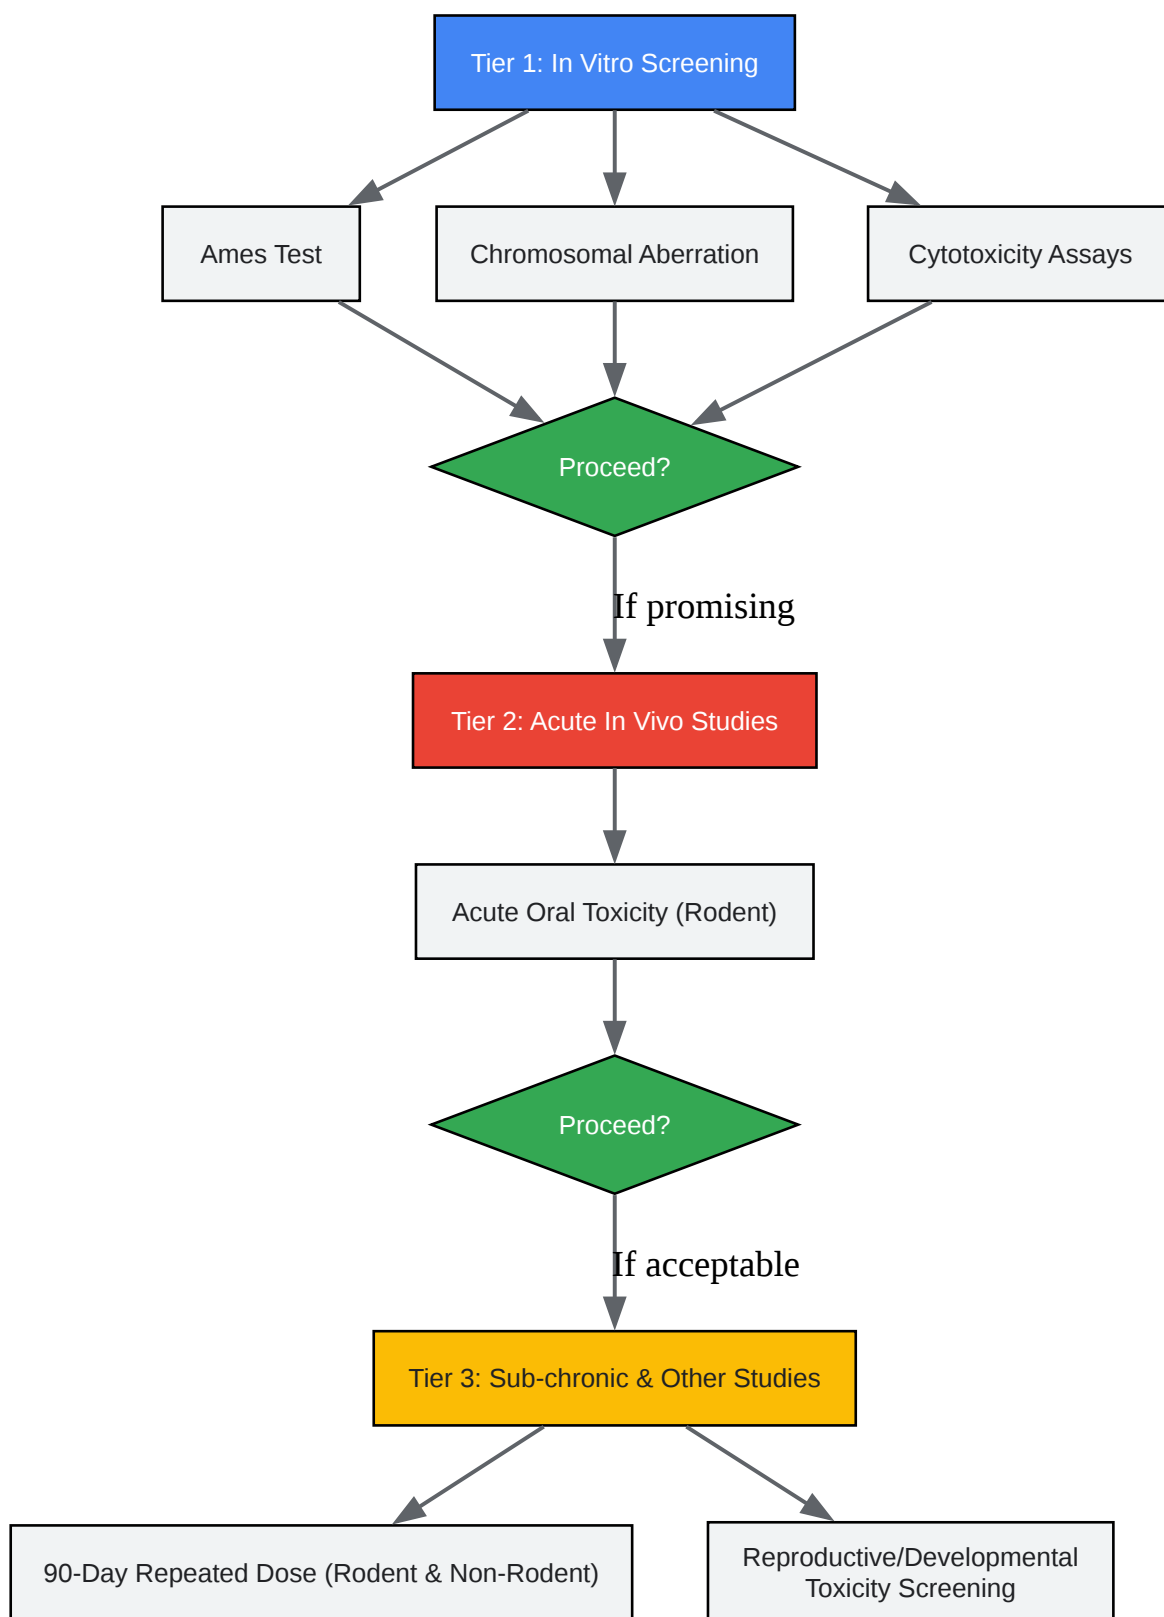 Tier 1: In Vitro Screening
Ames Test
Chromosomal Aberration
Cytotoxicity Assays
Proceed?
If promising
Tier 2: Acute In Vivo Studies
Acute Oral Toxicity (Rodent)
Proceed?
If acceptable
Tier 3: Sub-chronic & Other Studies
90-Day Repeated Dose (Rodent & Non-Rodent)
Reproductive/Developmental
Toxicity Screening